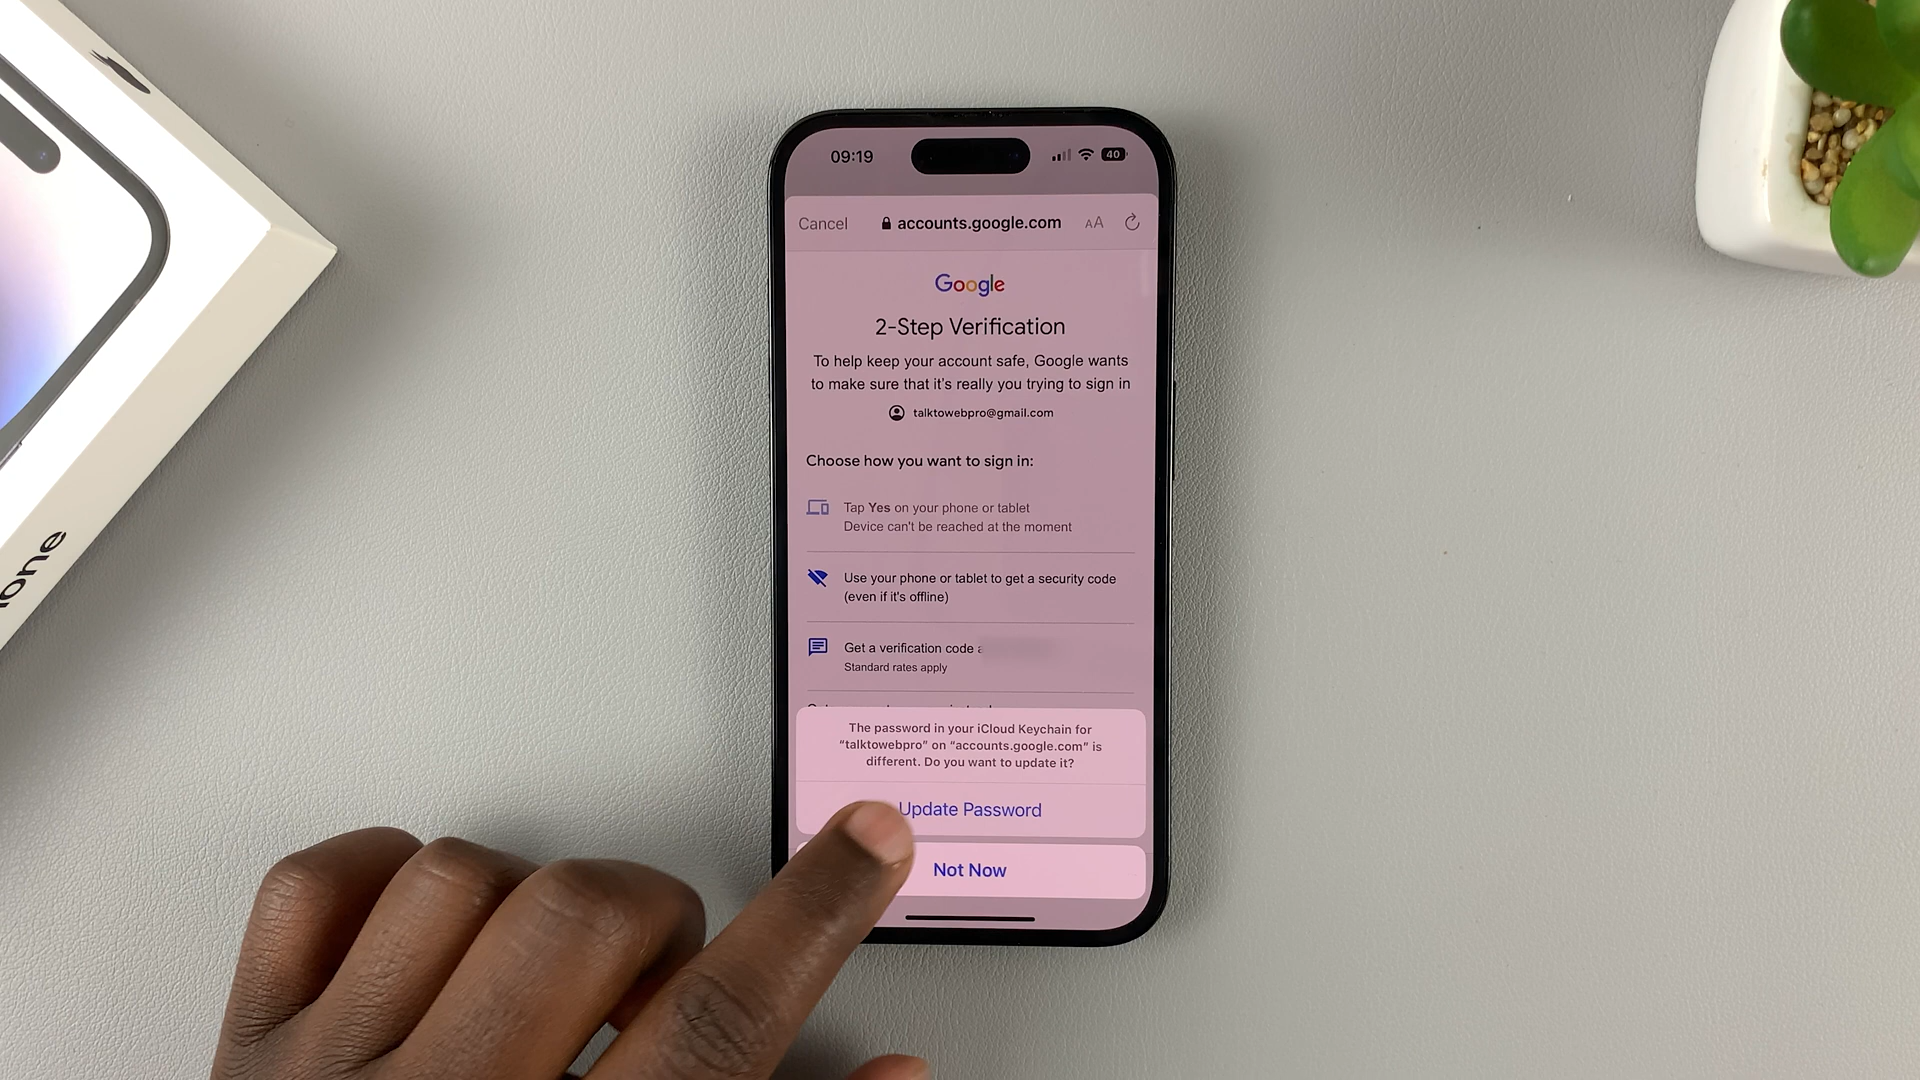 09:19
40
Cancel
accounts.google.com
AA
Google
2-Step Verification
To help keep your account safe, Google wants
to make sure that it's really you trying to sign in
talktowebpro@gmail.com
Choose how you want to sign in:
Tap Yes on your phone or tablet
Device can't be reached at the moment
Use your phone or tablet to get a security code
(even if it's offline)
Get a verification code
Standard rates apply
The password in your iCloud Keychain for
“talktowebpro” on “accounts.google.com” is
different. Do you want to update it?
Update Password
Not Now